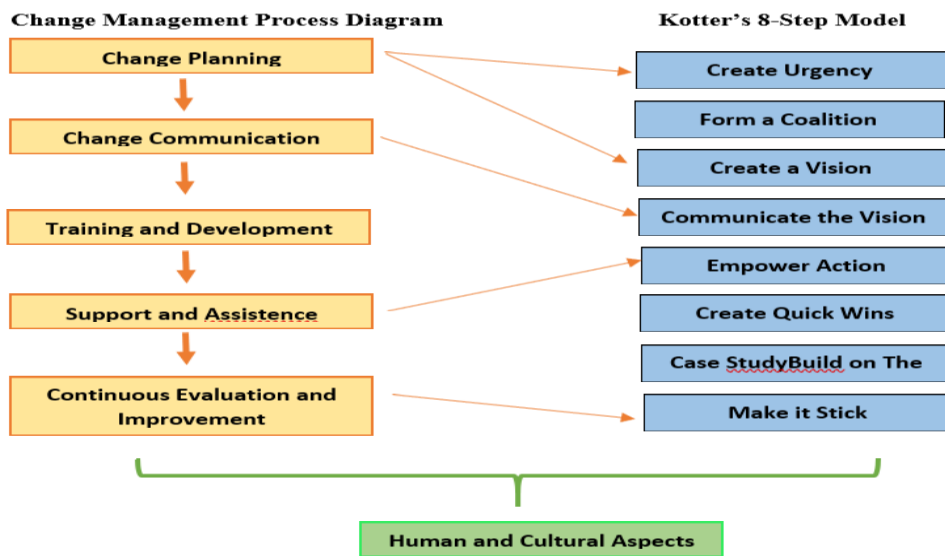 Change Management Process Diagram
Change Planning
Change Communication
Training and Development
Support and Assistence
Continuous Evaluation and
Improvement
Kotter's 8-Step Model
Create Urgency
Form a Coalition
Create a Vision
Communicate the Vision
Empower Action
Create Quick Wins
Case StudyBuild on The
Make it Stick
Human and Cultural Aspects